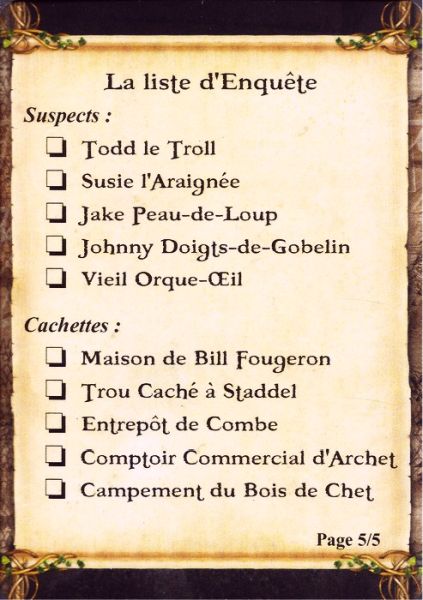 La liste d'Enquête
Suspects :
Todd le Troll
Susie l'Araignée
Jake Peau-de-Loup
Johnny Doigts-de-Gobelin
Vieil Orque-Œil
Cachettes :
Maison de Bill Fougeron
Trou Caché à Staddel
Entrepôt de Combe
Comptoir Commercial d'Archet
Campement du Bois de Chet
Page 5/5